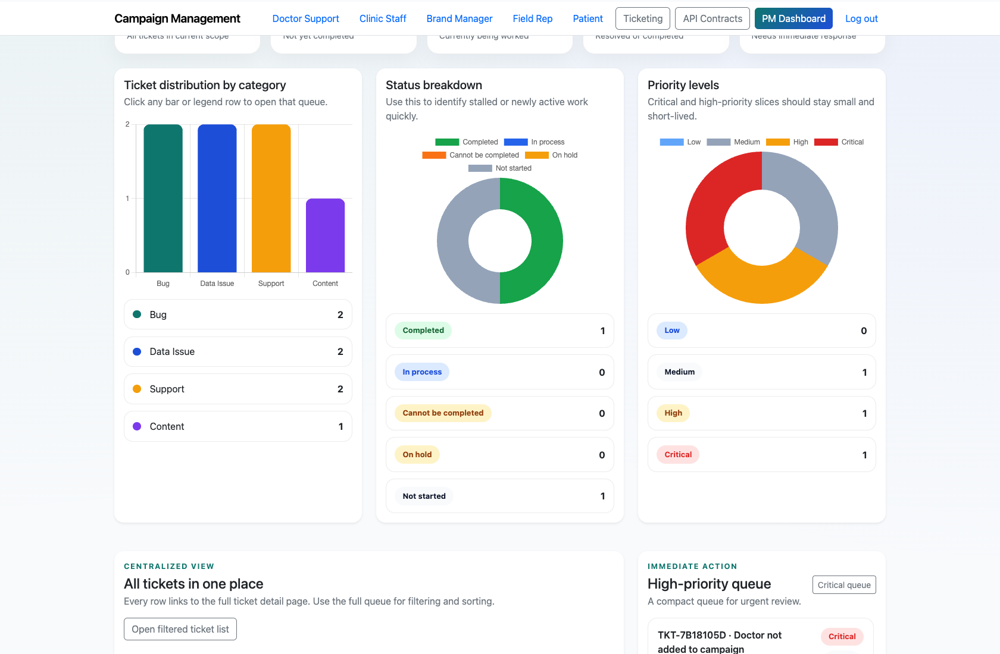 Campaign Management
Doctor Support
Clinic Staff
Brand Manager
Field Rep
Patient
Ticketing
API Contracts
PM Dashboard
Log out
All tickets in current scope
Not yet completed
Currently being worked
Resolved or completed
Needs immediate response
Ticket distribution by category
Click any bar or legend row to open that queue.
2
1
0
Bug
Data Issue
Support
Content
Bug
2
Data Issue
2
Support
2
Content
1
Status breakdown
Use this to identify stalled or newly active work
quickly.
Completed
In process
Cannot be completed
On hold
Not started
Completed
1
In process
0
Cannot be completed
0
On hold
0
Not started
1
Priority levels
Critical and high-priority slices should stay small and
short-lived.
Low
Medium
High
Critical
Low
0
Medium
1
High
1
Critical
1
CENTRALIZED VIEW
All tickets in one place
Every row links to the full ticket detail page. Use the full queue for filtering and sorting.
Open filtered ticket list
IMMEDIATE ACTION
High-priority queue
Critical queue
A compact queue for urgent review.
TKT-7B18105D · Doctor not
added to campaign
Critical